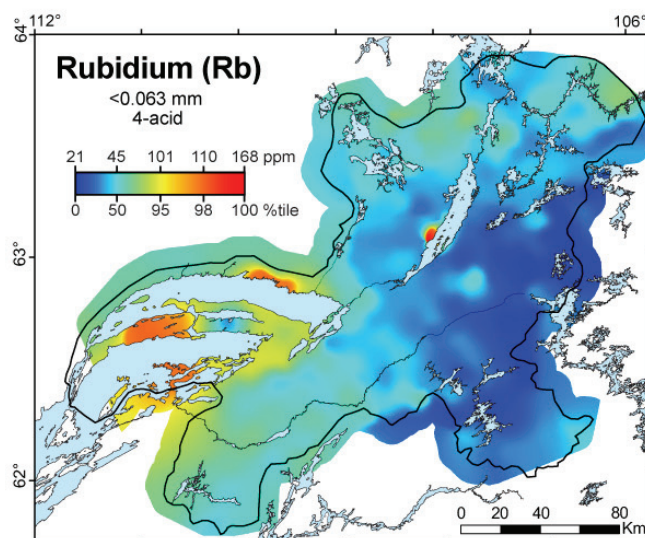 112° 106°
64°
Rubidium (Rb)
<0.063 mm
4-acid
21 45 101 110 168 ppm
0 50 95 98 100 %tile
63°
62°
0 20 40 60 80
Km